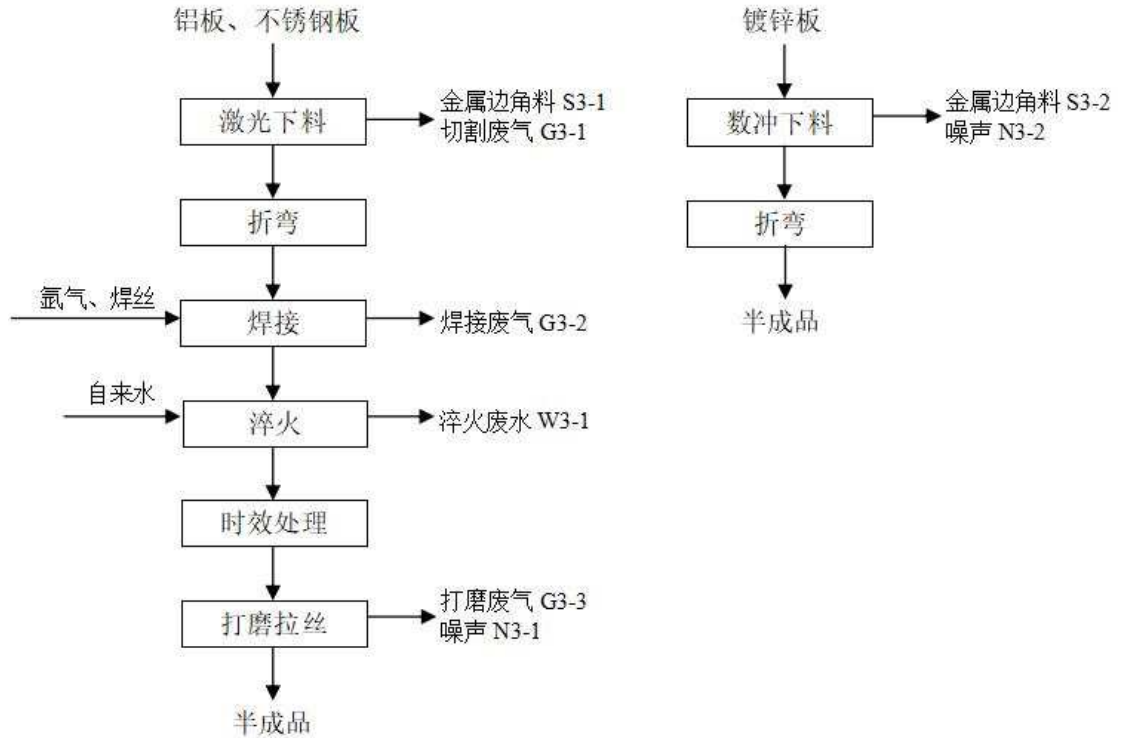 铝板、不锈钢板
激光下料
金属边角料 S3-1
切割废气 G3-1
折弯
氩气、焊丝
焊接
焊接废气 G3-2
自来水
淬火
淬火废水 W3-1
时效处理
打磨拉丝
打磨废气 G3-3
噪声 N3-1
半成品
镀锌板
数冲下料
金属边角料 S3-2
噪声 N3-2
折弯
半成品